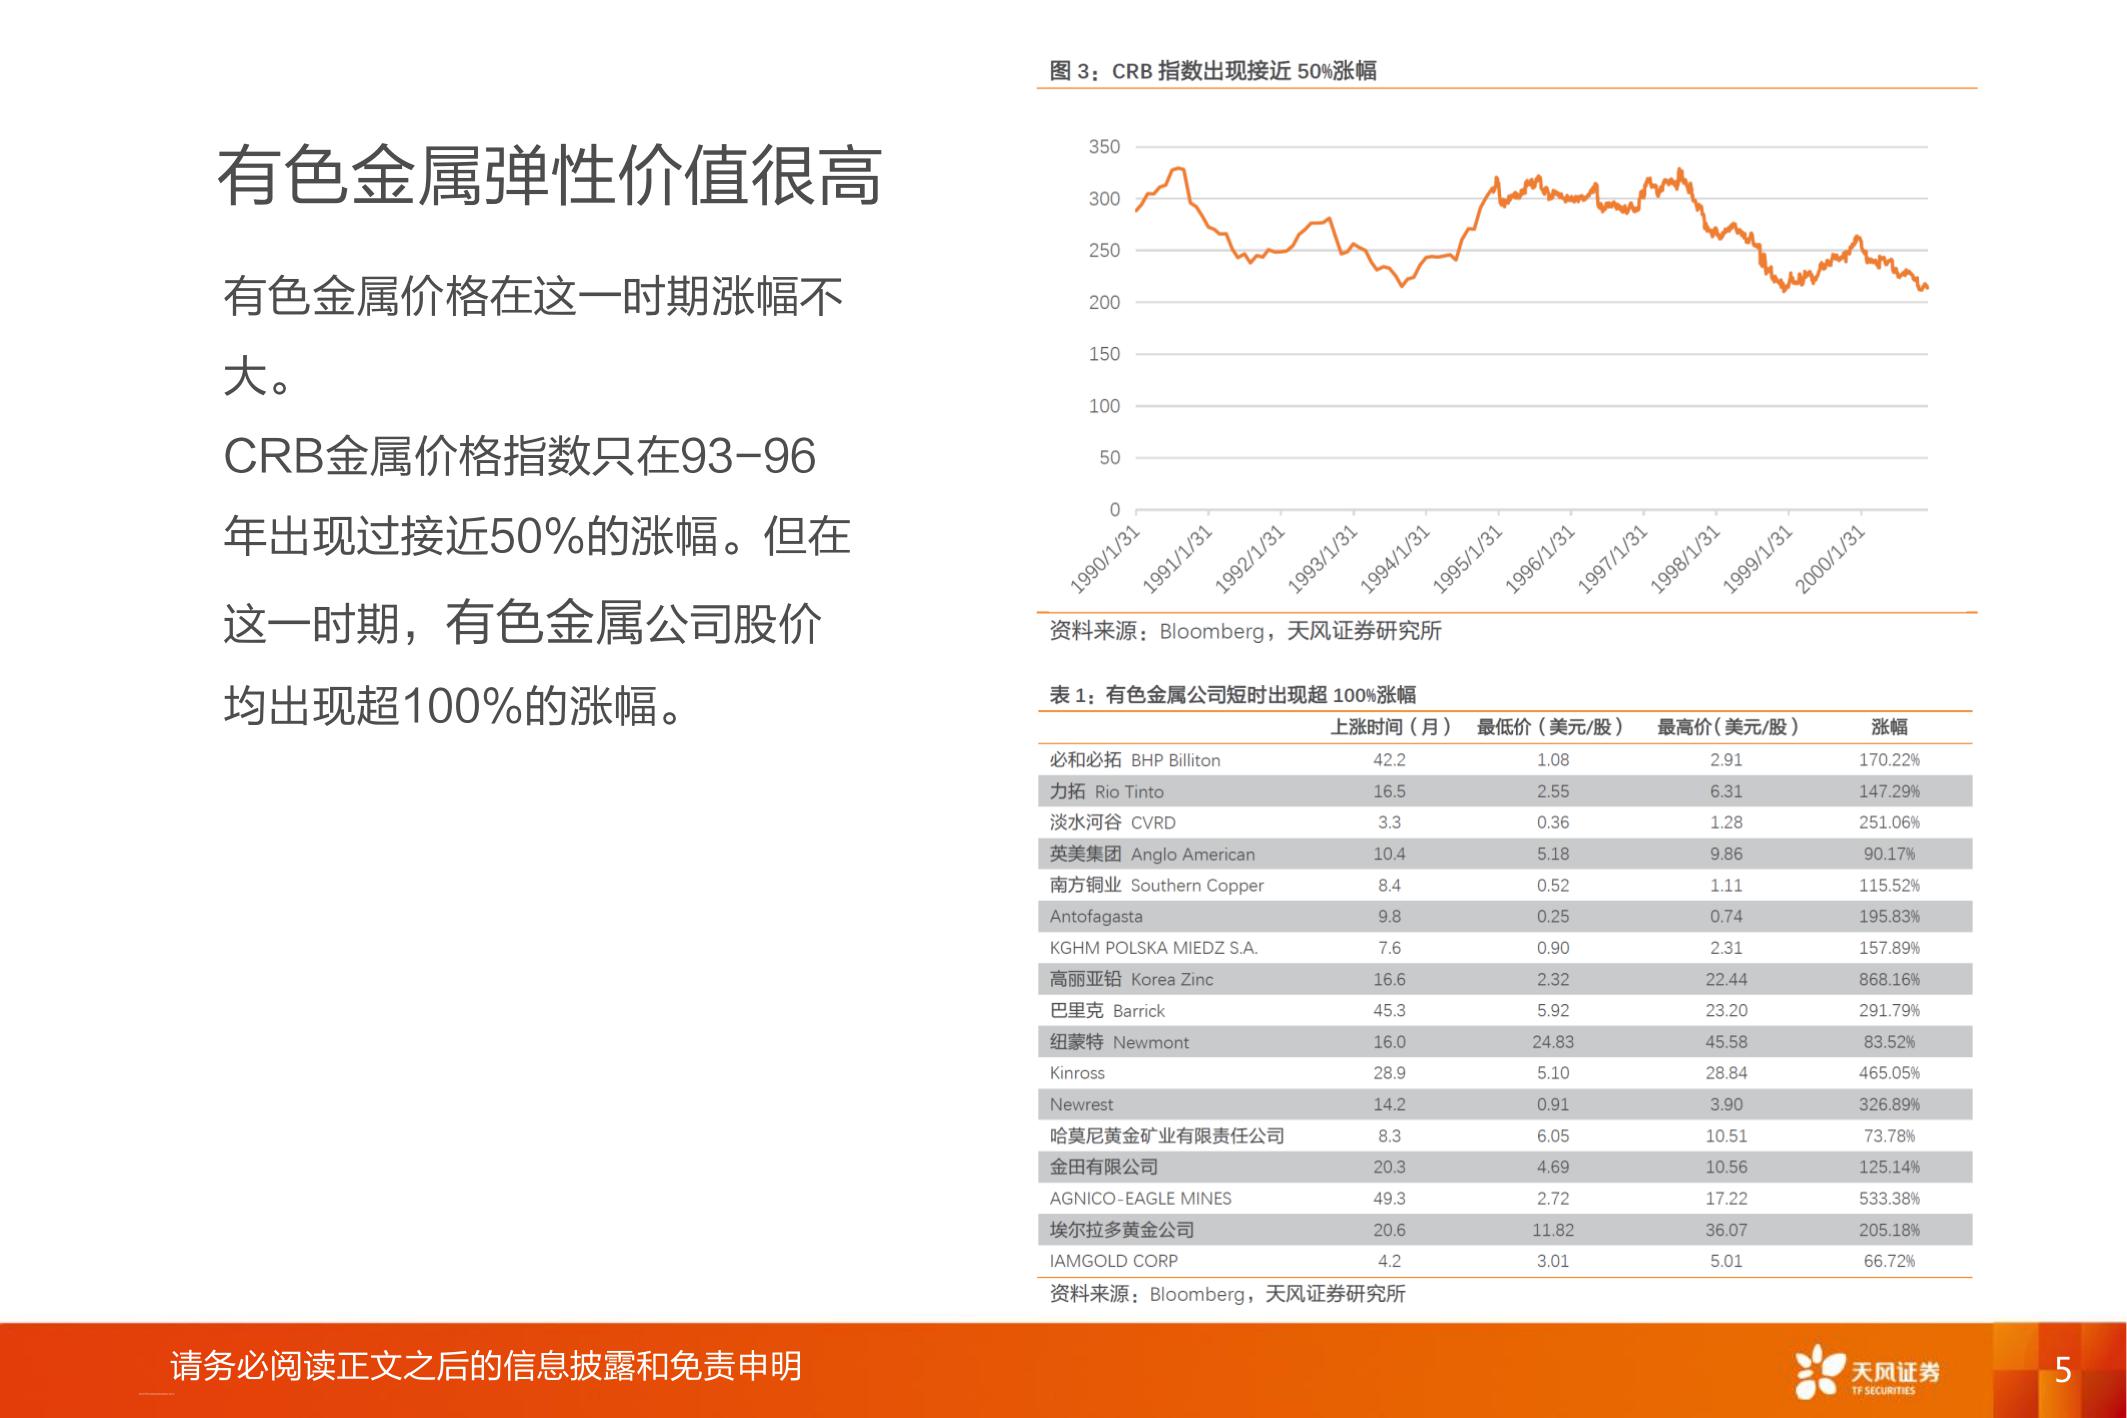 有色金属弹性价值很高
有色金属价格在这一时期涨幅不
大。
CRB金属价格指数只在93-96
年出现过接近50%的涨幅。但在
这一时期，有色金属公司股价
均出现超100%的涨幅。
图 3：CRB 指数出现接近 50%涨幅
350
300
250
200
150
100
50
0
1990/1/31 1991/1/31 1992/1/31 1993/1/31 1994/1/31 1995/1/31 1996/1/31 1997/1/31 1998/1/31 1999/1/31 2000/1/31
资料来源：Bloomberg，天风证券研究所
表 1：有色金属公司短时出现超 100%涨幅
上涨时间（月） 最低价（美元/股） 最高价（美元/股） 涨幅
必和必拓 BHP Billiton 42.2 1.08 2.91 170.22%
力拓 Rio Tinto 16.5 2.55 6.31 147.29%
淡水河谷 CVRD 3.3 0.36 1.28 251.06%
英美集团 Anglo American 10.4 5.18 9.86 90.17%
南方铜业 Southern Copper 8.4 0.52 1.11 115.52%
Antofagasta 9.8 0.25 0.74 195.83%
KGHM POLSKA MIEDZ S.A. 7.6 0.90 2.31 157.89%
高丽亚铅 Korea Zinc 16.6 2.32 22.44 868.16%
巴里克 Barrick 45.3 5.92 23.20 291.79%
纽蒙特 Newmont 16.0 24.83 45.58 83.52%
Kinross 28.9 5.10 28.84 465.05%
Newrest 14.2 0.91 3.90 326.89%
哈莫尼黄金矿业有限责任公司 8.3 6.05 10.51 73.78%
金田有限公司 20.3 4.69 10.56 125.14%
AGNICO-EAGLE MINES 49.3 2.72 17.22 533.38%
埃尔拉多黄金公司 20.6 11.82 36.07 205.18%
IAMGOLD CORP 4.2 3.01 5.01 66.72%
资料来源：Bloomberg，天风证券研究所
请务必阅读正文之后的信息披露和免责申明
天风证券
TF SECURITIES
5